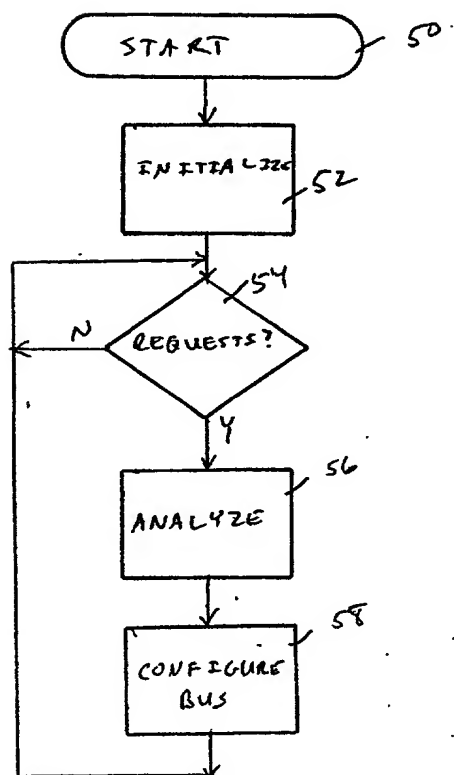 START
50
INITIALIZE
52
54
REQUESTS?
N
Y
56
ANALYZE
58
CONFIGURE
BUS